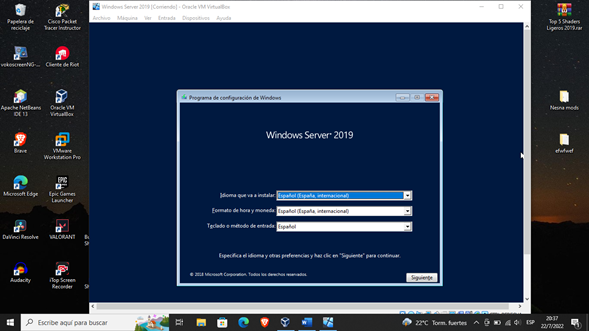 Windows Server 2019 [Corriendo] - Oracle VM VirtualBox
Archivo Máquina Ver Entrada Dispositivos Ayuda
Papelera de
reciclaje
Cisco Packet
Tracer Instructor
vokoscreenNG-...
Cliente de Riot
Apache NetBeans
IDE 13
Oracle VM
VirtualBox
Brave
VMware
Workstation Pro
Microsoft Edge
Epic Games
Launcher
DaVinci Resolve
VALORANT
Audacity
iTop Screen
Recorder
Programa de configuración de Windows
Windows Server 2019
Idioma que va a instalar: Español (España, internacional)
Formato de hora y moneda: Español (España, internacional)
Teclado o método de entrada: Español
Especifica el idioma y otras preferencias y haz clic en "Siguiente" para continuar.
© 2018 Microsoft Corporation. Todos los derechos reservados.
Siguiente
Top 5 Shaders
Ligeros 2019.rar
Nesna mods
efwfwef
Escribe aquí para buscar
22°C Torm. fuertes
ESP
20:37
22/7/2022